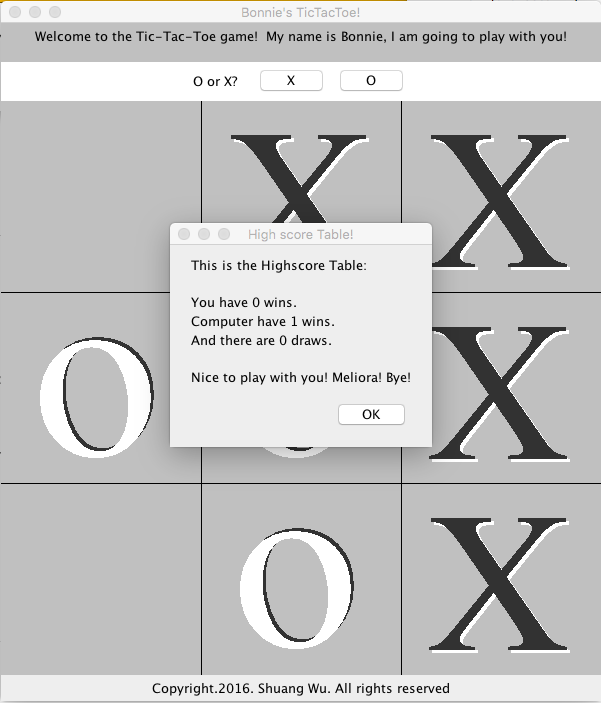 Bonnie's TicTacToe!
Welcome to the Tic-Tac-Toe game!  My name is Bonnie, I am going to play with you!
O or X? X O
X X
High score Table!
This is the Highscore Table:
You have 0 wins.
Computer have 1 wins.
And there are 0 draws.
Nice to play with you! Meliora! Bye!
OK
O O X
O X
Copyright.2016. Shuang Wu. All rights reserved